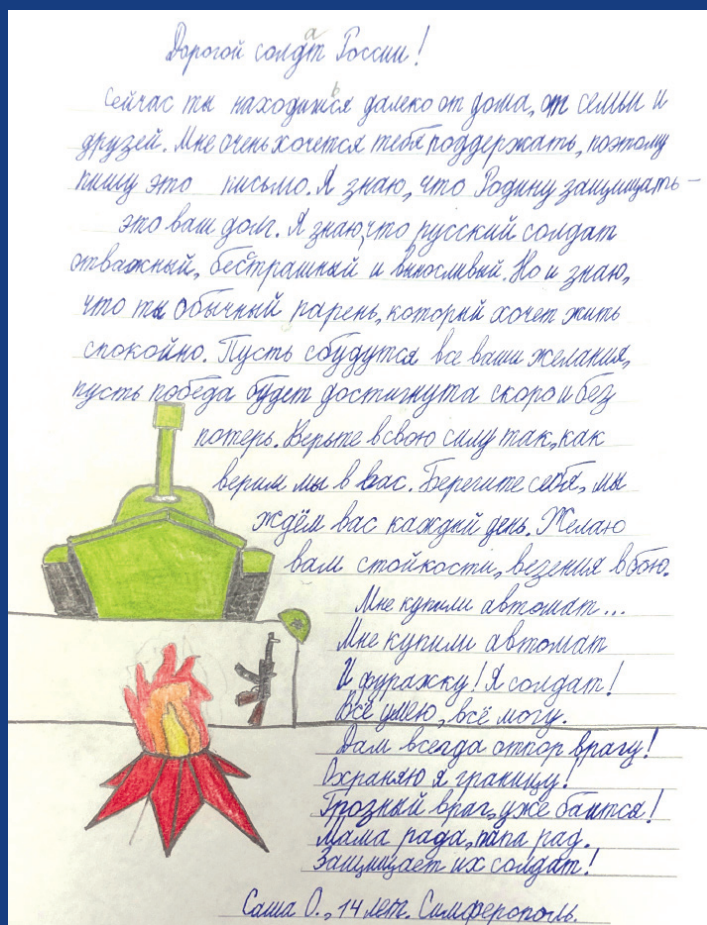 Дорогой солдат России!
Сейчас ты находишься далеко от дома, от семьи и
друзей. Мне очень хочется тебя поддержать, поэтому
пишу это письмо. Я знаю, что Родину защищать –
это ваш долг. Я знаю, что русский солдат
отважный, бесстрашный и выносливый. Но и знаю,
что ты обычный парень, который хочет жить
спокойно. Пусть сбудутся все ваши желания,
пусть победа будет достигнута скоро и без
потерь. Верьте в свою силу так, как
верим мы в вас. Берегите себя, мы
ждём вас каждый день. Желаю
вам стойкости, везения в бою.
Мне купили автомат...
Мне купили автомат
И фуражку! Я солдат!
Всё умею, всё могу.
Дам всегда отпор врагу!
Охраняю я границу!
Грозный враг, уже боится!
Мама рада, папа рад.
Защищает их солдат!
Саша О., 14 лет. Симферополь.